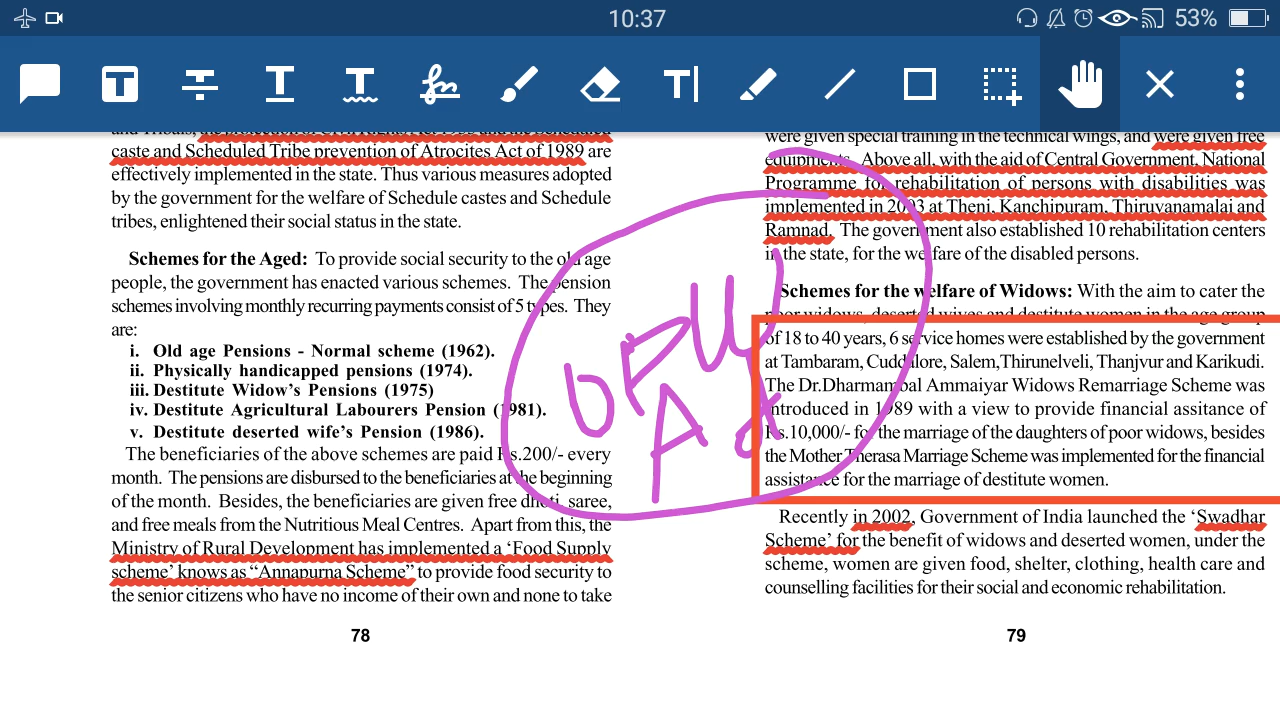 10:37
53%
caste and Scheduled Tribe prevention of Atrocites Act of 1989 are
effectively implemented in the state. Thus various measures adopted
by the government for the welfare of Schedule castes and Schedule
tribes, enlightened their social status in the state.
Schemes for the Aged: To provide social security to the old age
people, the government has enacted various schemes. The pension
schemes involving monthly recurring payments consist of 5 types. They
are:
i. Old age Pensions - Normal scheme (1962).
ii. Physically handicapped pensions (1974).
iii. Destitute Widow's Pensions (1975)
iv. Destitute Agricultural Labourers Pension (1981).
v. Destitute deserted wife's Pension (1986).
The beneficiaries of the above schemes are paid Rs.200/- every
month. The pensions are disbursed to the beneficiaries at the beginning
of the month. Besides, the beneficiaries are given free dhoti, saree,
and free meals from the Nutritious Meal Centres. Apart from this, the
Ministry of Rural Development has implemented a 'Food Supply
scheme' knows as "Annapurna Scheme" to provide food security to
the senior citizens who have no income of their own and none to take
78
were given special training in the technical wings, and were given free
equipments. Above all, with the aid of Central Government, National
Programme for rehabilitation of persons with disabilities was
implemented in 2003 at Theni, Kanchipuram, Thiruvanamalai and
Ramnad. The government also established 10 rehabilitation centers
in the state, for the welfare of the disabled persons.
Schemes for the welfare of Widows: With the aim to cater the
poor widows, deserted wives and destitute women in the age group
of 18 to 40 years, 6 service homes were established by the government
at Tambaram, Cuddalore, Salem,Thirunelveli, Thanjvur and Karikudi.
The Dr.Dharmambal Ammaiyar Widows Remarriage Scheme was
introduced in 1989 with a view to provide financial assitance of
Rs.10,000/- for the marriage of the daughters of poor widows, besides
the Mother Therasa Marriage Scheme was implemented for the financial
assistance for the marriage of destitute women.
Recently in 2002, Government of India launched the 'Swadhar
Scheme' for the benefit of widows and deserted women, under the
scheme, women are given food, shelter, clothing, health care and
counselling facilities for their social and economic rehabilitation.
79